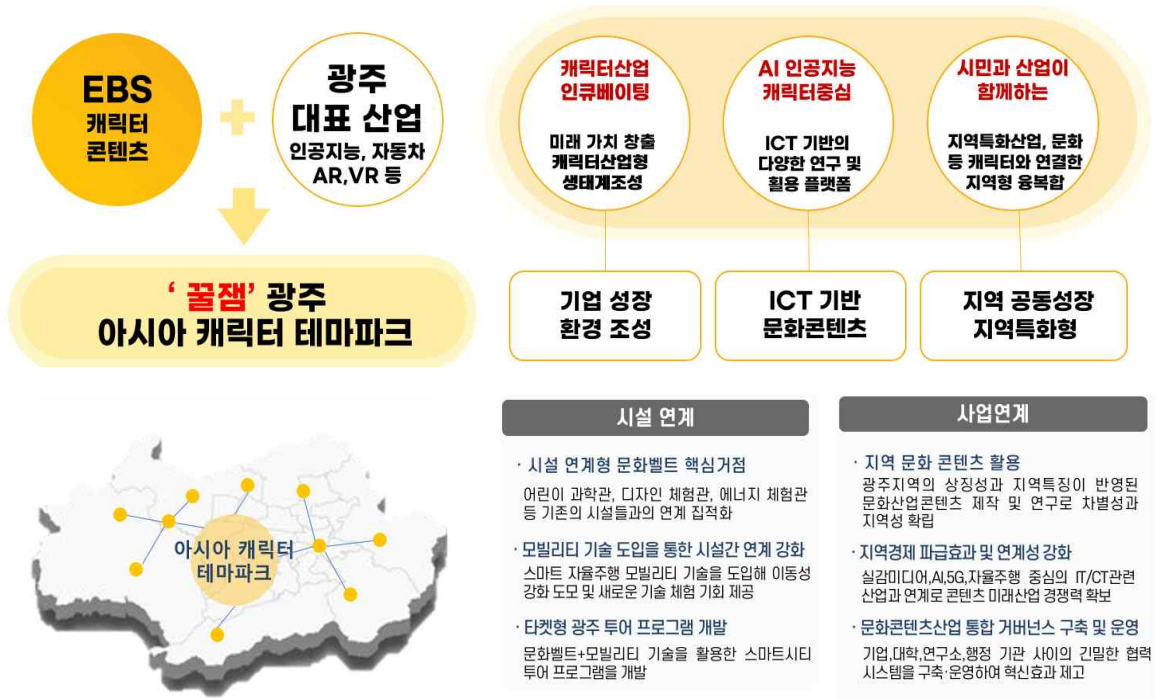 EBS
캐릭터
콘텐츠
광주
대표 산업
인공지능, 자동차
AR,VR 등
‘ 꿀잼’ 광주
아시아 캐릭터 테마파크
캐릭터산업
인큐베이팅
미래 가치 창출
캐릭터산업형
생태계조성
AI 인공지능
캐릭터중심
ICT 기반의
다양한 연구 및
횔용 플랫폼
시민과 산업이
함께하는
지역특화산업, 문화
등 캐릭터와 연결한
지역형 융복합
기업 성장
환경 조성
ICT 기반
문화콘텐츠
지역 공동성장
지역특화형
아시아 캐릭터
테마파크
시설 연계
· 시설 연계형 문화벨트 핵심거점
어린이 과학관, 디자인 체험관, 에너지 체험관
등 기존의 시설들과의 연계 집적화
· 모빌리티 기술 도입을 통한 시설간 연계 강화
스마트 자율주행 모빌리티 기술을 도입해 이동성
강화 도모 및 새로운 기술 체험 기회 제공
· 타켓형 광주 투어 프로그램 개발
문화벨트+모빌리티 기술을 활용한 스마트시티
투어 프로그램을 개발
사업연계
· 지역 문화 콘텐츠 활용
광주지역의 상징성과 지역특징이 반영된
문화산업콘텐츠 제작 및 연구로 차별성과
지역성 확립
· 지역경제 파급효과 및 연계성 강화
실감미디어,AI,5G,자율주행 중심의 IT/CT관련
산업과 연계로 콘텐츠 미래산업 경쟁력 확보
· 문화콘텐츠산업 통합 거버넌스 구축 및 운영
기업,대학,연구소,행정 기관 사이의 긴밀한 협력
시스템을 구축·운영하여 혁신효과 제고